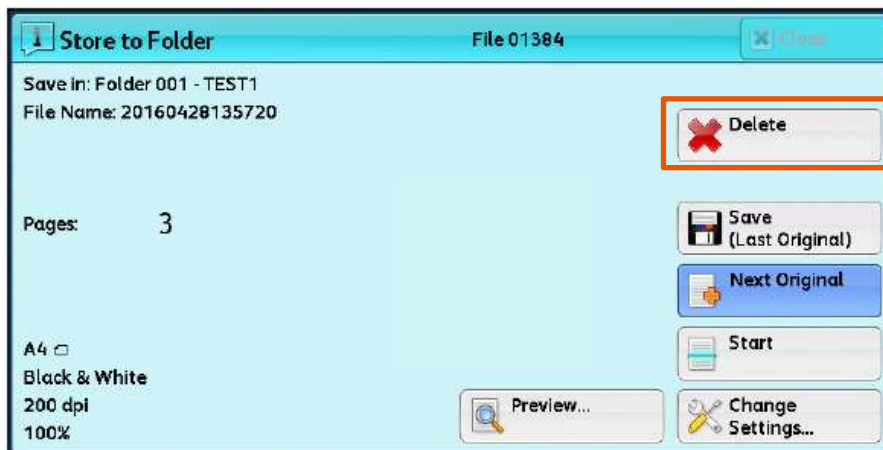 Store to Folder
File 01384
Close
Save in: Folder 001 - TEST1
File Name: 20160428135720
Delete
Pages: 3
Save
(Last Original)
Next Original
A4
Start
Black & White
200 dpi
Preview...
Change
Settings...
100%